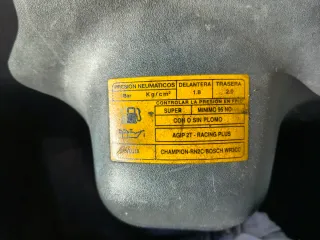 PRESION NEUMATICOS DELANTERA TRASERA
Bar Kg/cm² 1.8 2.0
CONTROLAR LA PRESION EN FRIO
SUPER MINIMO 96 NO
CON O SIN PLOMO
AGIP 2T - RACING PLUS
CHAMPION-RN2C/BOSCH